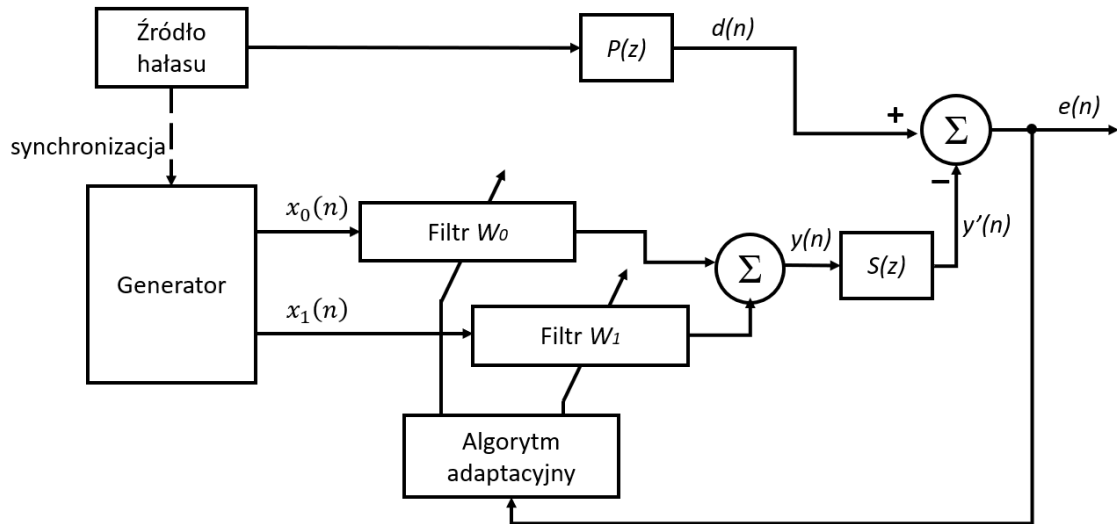 Źródło
hałasu
P(z)
d(n)
+
Σ
e(n)
synchronizacja
–
y'(n)
Generator
x₀(n)
Filtr W₀
Σ
y(n)
S(z)
x₁(n)
Filtr W₁
Algorytm
adaptacyjny